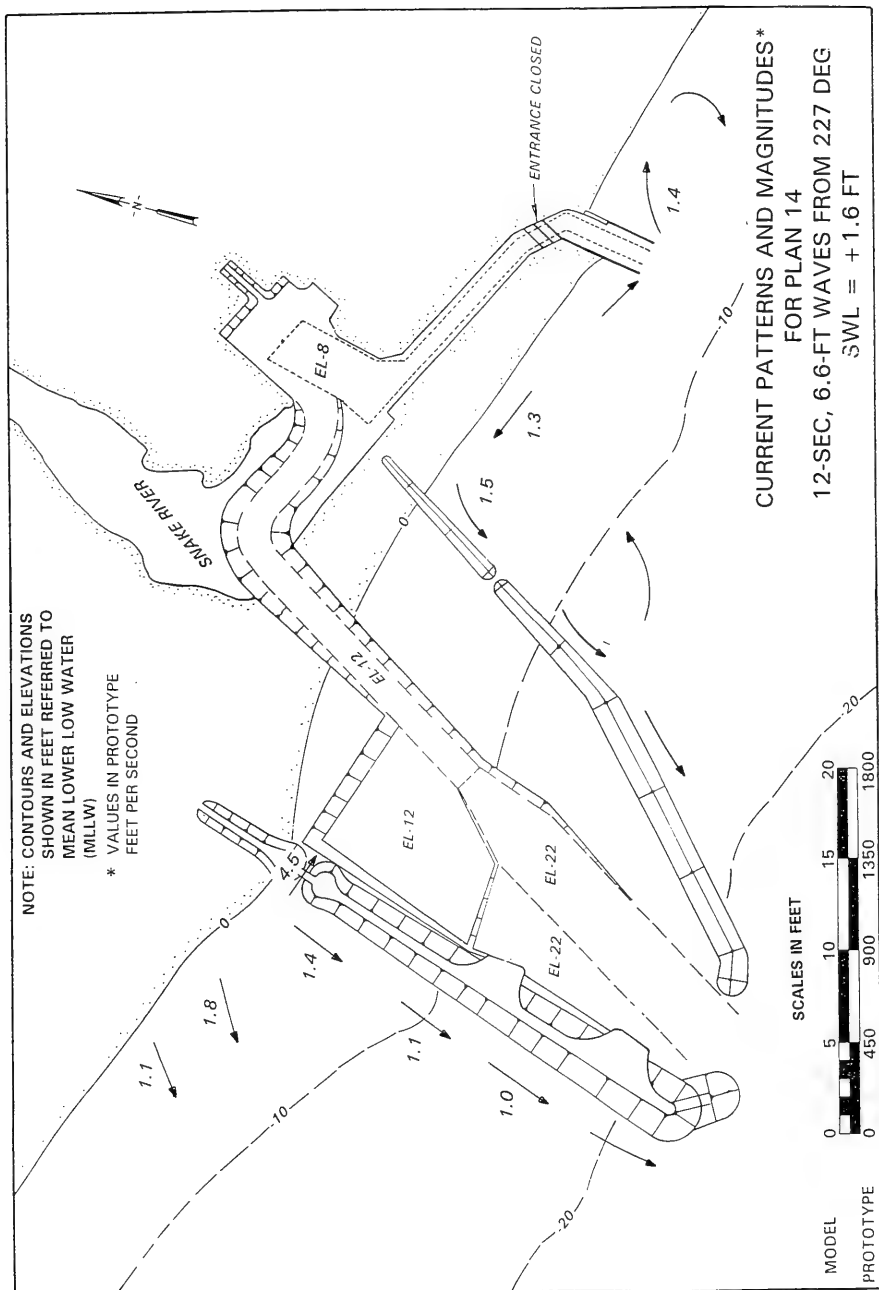 NOTE: CONTOURS AND ELEVATIONS
SHOWN IN FEET REFERRED TO
MEAN LOWER LOW WATER
(MLLW)
* VALUES IN PROTOTYPE
FEET PER SECOND
-N-
SNAKE RIVER
EL-8
ENTRANCE CLOSED
EL-12
EL-12
EL-22
EL-22
0
0
-10
-10
-20
-20
1.1
1.8
1.4
4.5
1.1
1.0
1.5
1.3
1.4
CURRENT PATTERNS AND MAGNITUDES*
FOR PLAN 14
12-SEC, 6.6-FT WAVES FROM 227 DEG
SWL = +1.6 FT
SCALES IN FEET
MODEL 0 5 10 15 20
PROTOTYPE 0 450 900 1350 1800